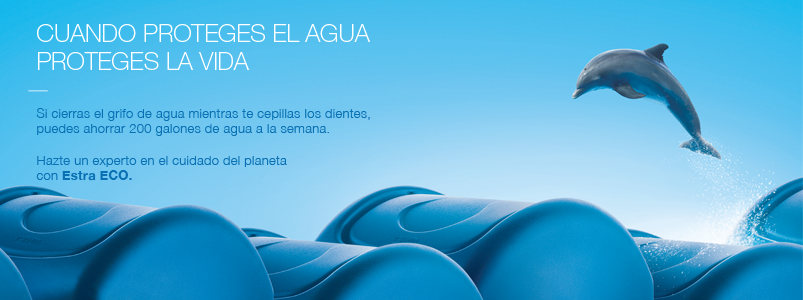 CUANDO PROTEGES EL AGUA
PROTEGES LA VIDA
Si cierras el grifo de agua mientras te cepillas los dientes,
puedes ahorrar 200 galones de agua a la semana.
Hazte un experto en el cuidado del planeta
con Estra ECO.